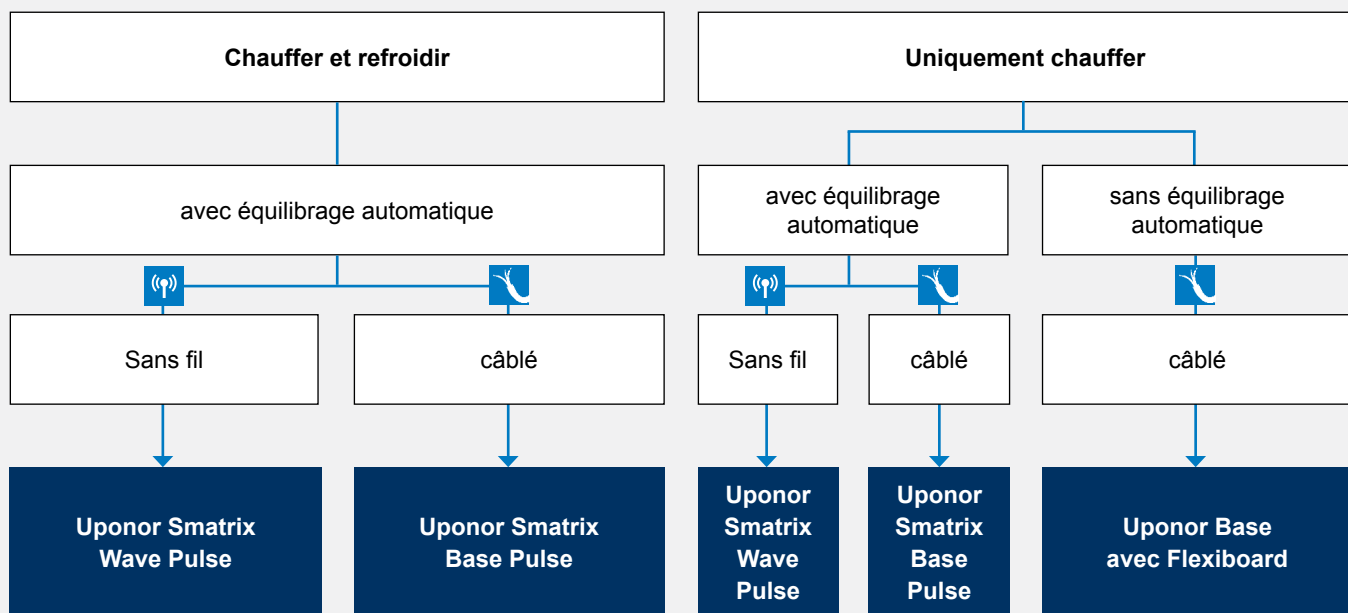 Chauffer et refroidir
Uniquement chauffer
avec équilibrage automatique
avec équilibrage
automatique
sans équilibrage
automatique
Sans fil
câblé
Sans fil
câblé
câblé
Uponor Smatrix
Wave Pulse
Uponor Smatrix
Base Pulse
Uponor
Smatrix
Wave
Pulse
Uponor
Smatrix
Base
Pulse
Uponor Base
avec Flexiboard